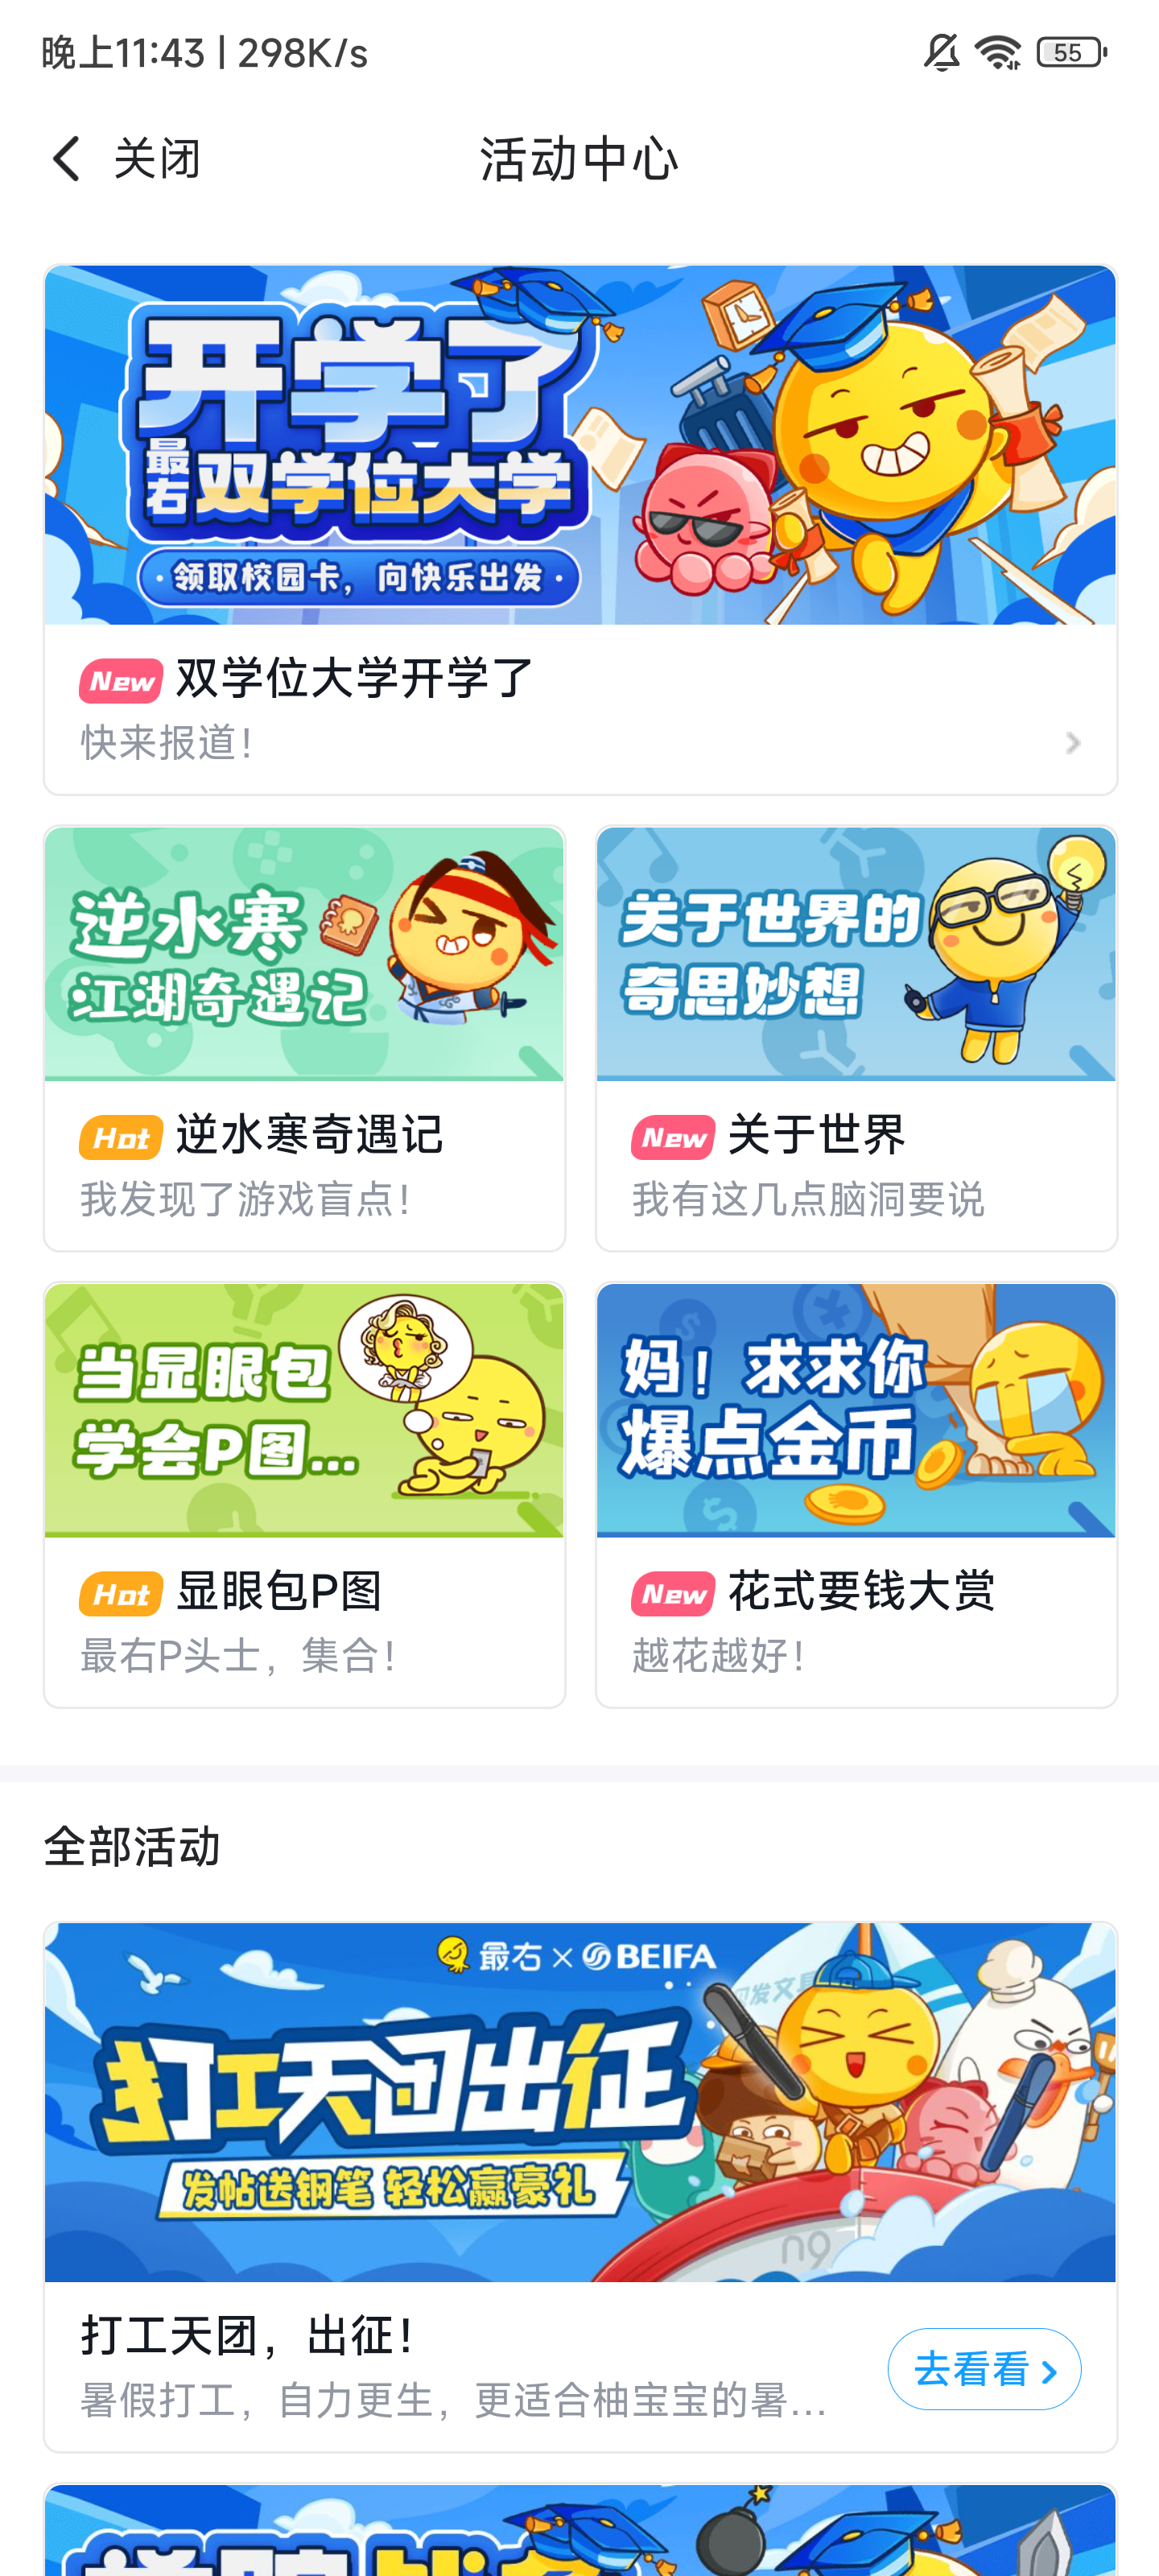 晚上11:43 | 298K/s
55
关闭
活动中心
开学了
最右双学位大学
·领取校园卡，向快乐出发·
New 双学位大学开学了
快来报道！
逆水寒
江湖奇遇记
Hot 逆水寒奇遇记
我发现了游戏盲点！
关于世界的
奇思妙想
New 关于世界
我有这几点脑洞要说
当显眼包
学会P图...
Hot 显眼包P图
最右P头士，集合！
妈！求求你
爆点金币
New 花式要钱大赏
越花越好！
全部活动
最右×BEIFA
发文具
打工天团出征
发帖送钢笔 轻松赢豪礼
打工天团，出征！
暑假打工，自力更生，更适合柚宝宝的暑...
去看看